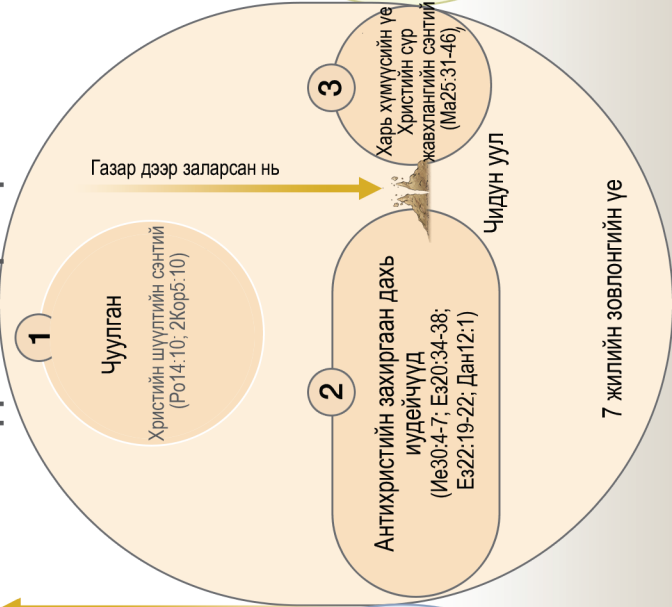 1
Чуулган
Христийн шүүлтийн сэнтий
(Ро14:10; 2Кор5:10)
Газар дээр заларсан нь
2
Антихристийн захиргаан дахь
иудейчүүд
(Ие30:4-7; Ез20:34-38;
Ез22:19-22; Дан12:1)
3
Харь хүмүүсийн үе
Христийн сүр
жавхлангийн сэнтий
(Ма25:31-46),
Чидун уул
7 жилийн зовлонгийн үе